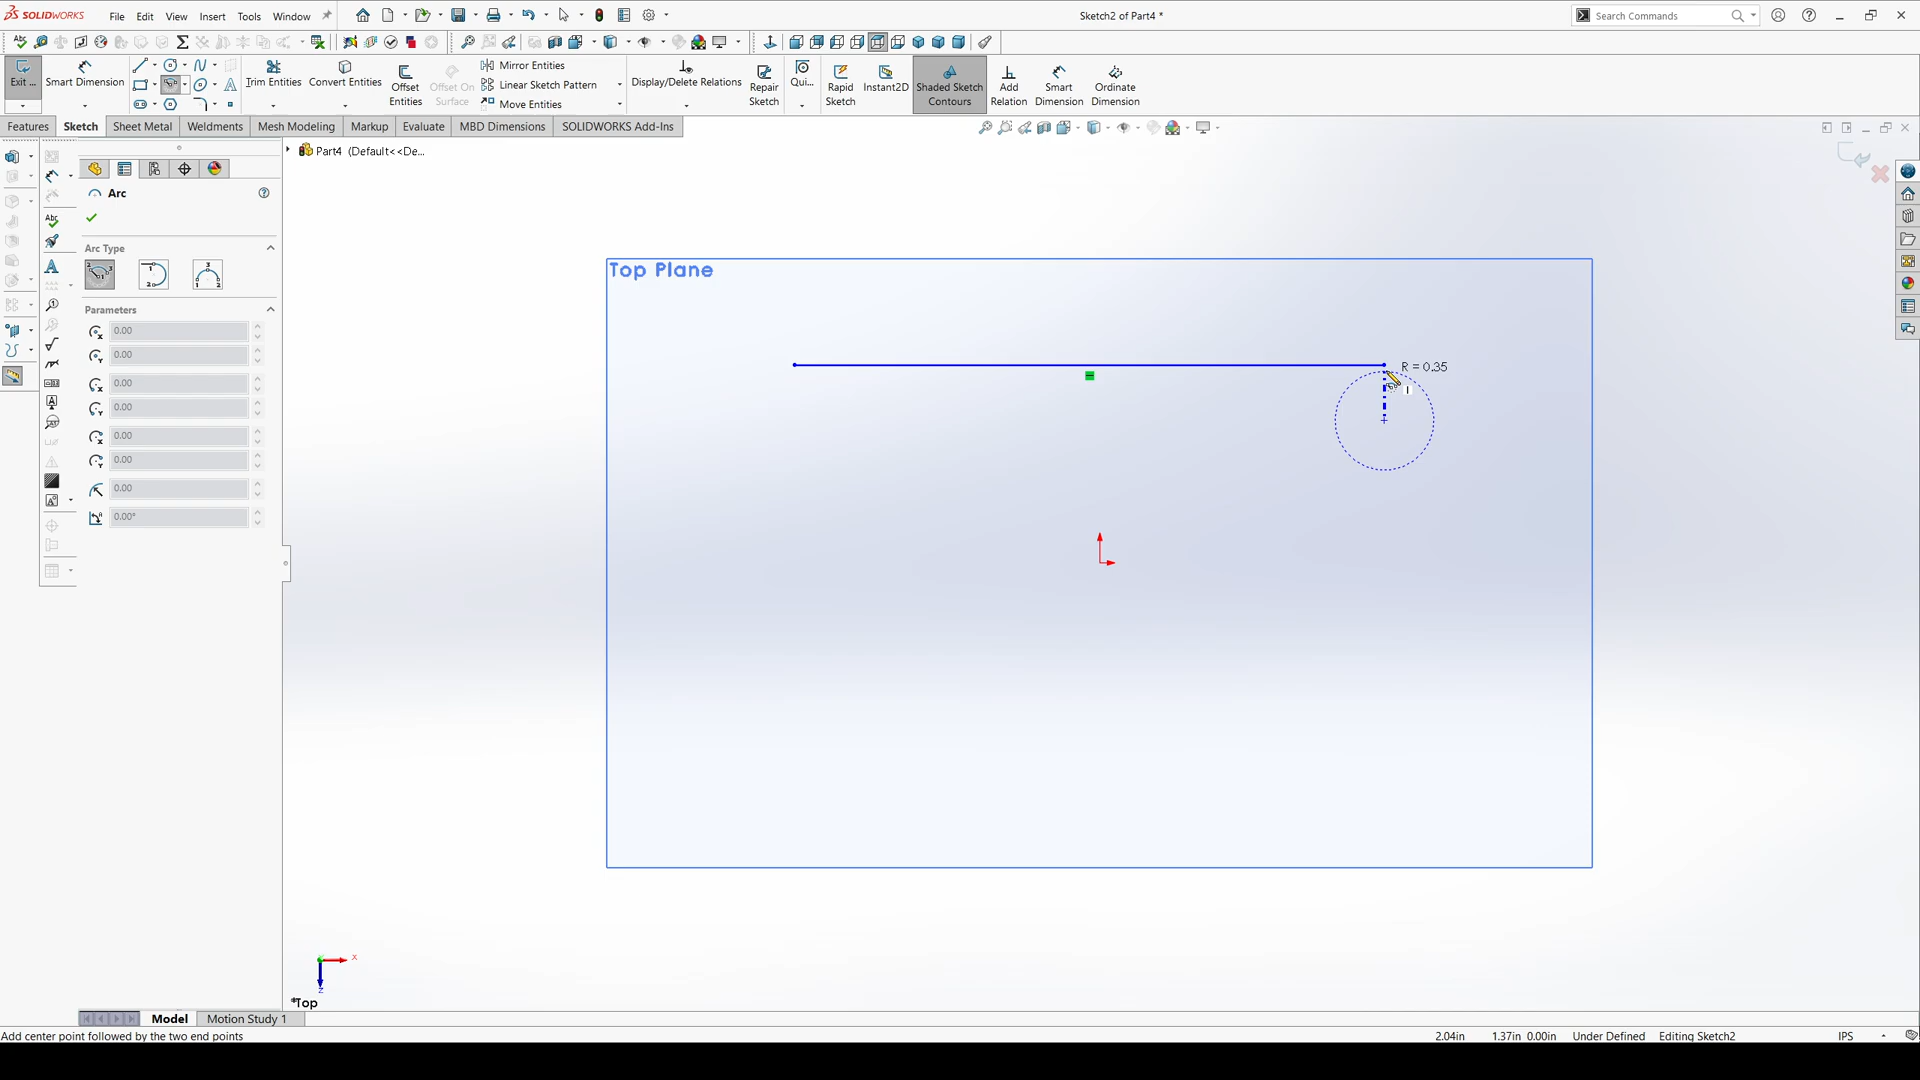 SOLIDWORKS File Edit View Insert Tools Window Sketch2 of Part4 * Search Commands
Exit ... Smart Dimension Trim Entities Convert Entities Offset Entities Offset On Surface Mirror Entities Linear Sketch Pattern Move Entities Display/Delete Relations Repair Sketch Qui... Rapid Sketch Instant2D Shaded Sketch Contours Add Relation Smart Dimension Ordinate Dimension
Features Sketch Sheet Metal Weldments Mesh Modeling Markup Evaluate MBD Dimensions SOLIDWORKS Add-Ins
Part4 (Default<<De...
Arc
Arc Type
Parameters
0.00
0.00
0.00
0.00
0.00
0.00
0.00
0.00°
Top Plane
R = 0.35
X
Z
*Top
Model Motion Study 1
Add center point followed by the two end points 2.04in 1.37in 0.00in Under Defined Editing Sketch2 IPS